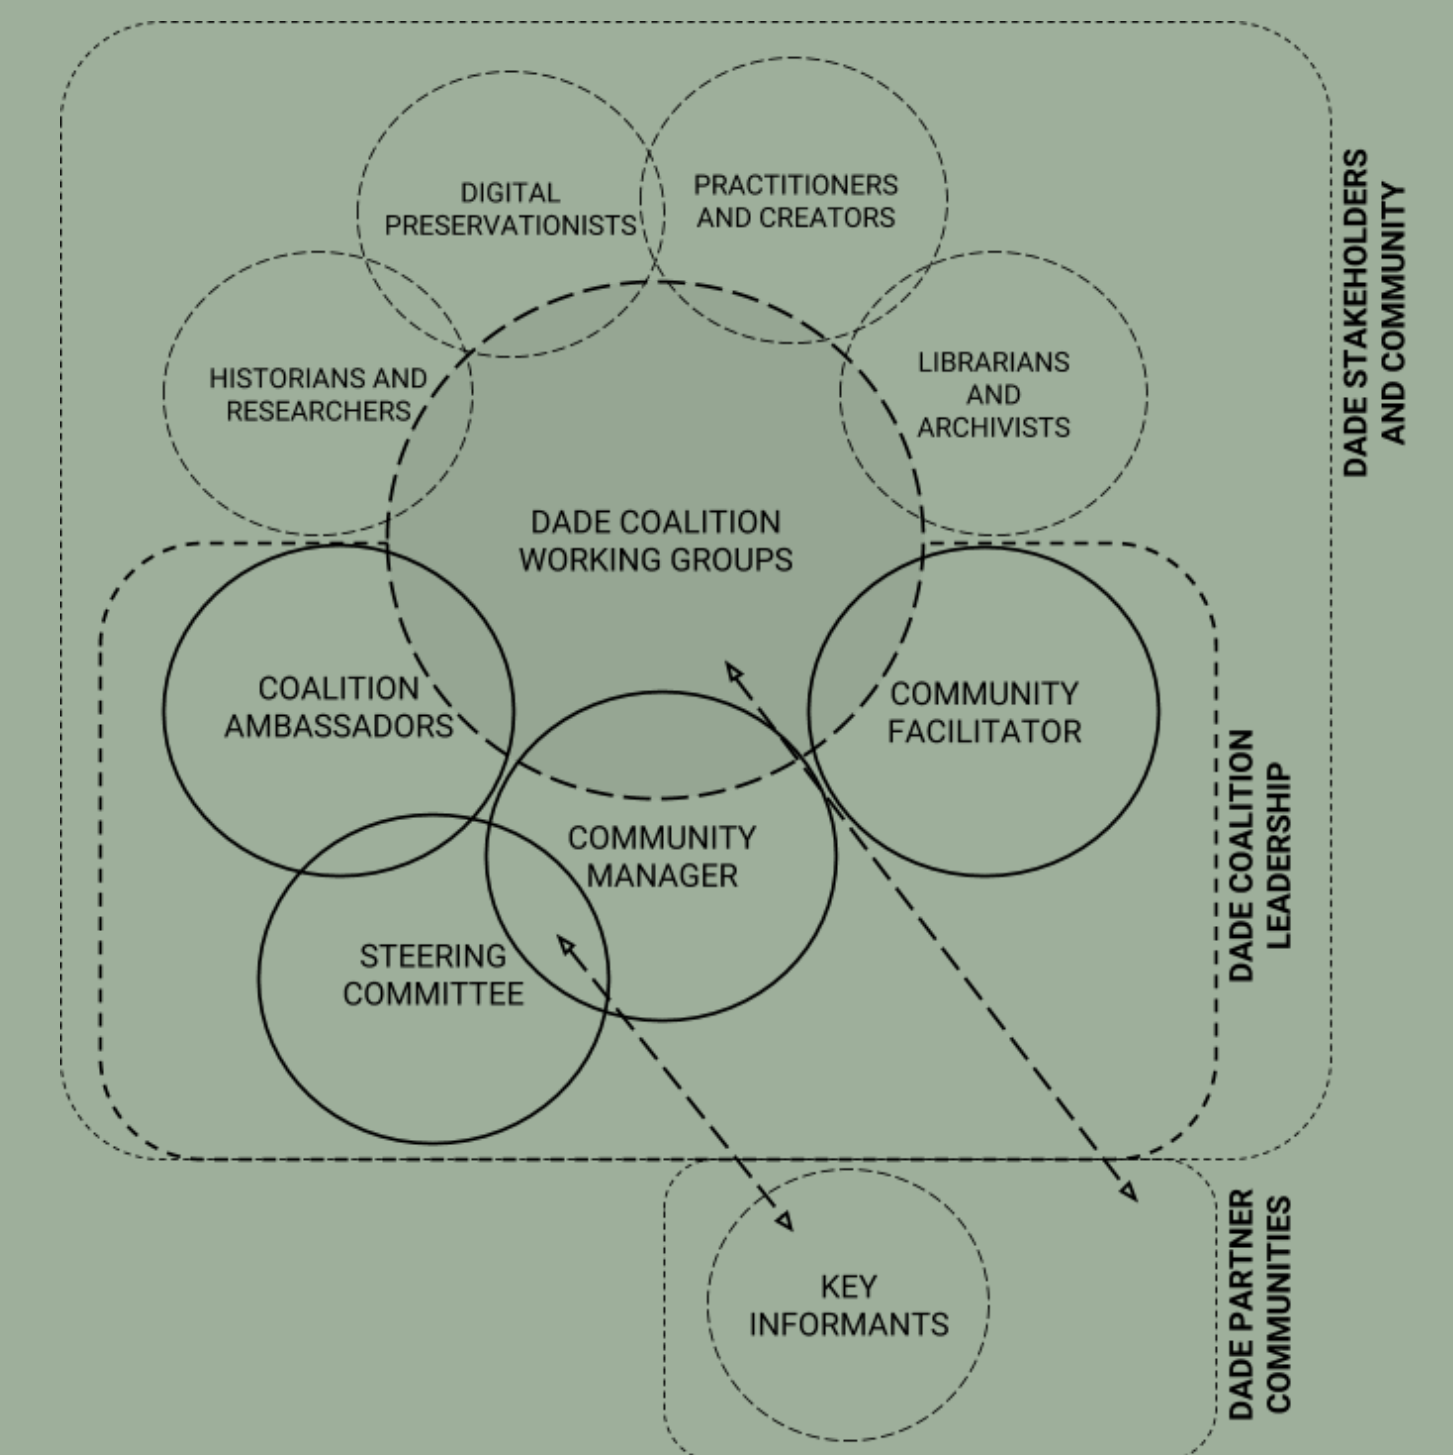 DIGITAL
PRESERVATIONISTS
PRACTITIONERS
AND CREATORS
HISTORIANS AND
RESEARCHERS
LIBRARIANS
AND
ARCHIVISTS
DADE STAKEHOLDERS
AND COMMUNITY
DADE COALITION
WORKING GROUPS
COALITION
AMBASSADORS
COMMUNITY
FACILITATOR
COMMUNITY
MANAGER
STEERING
COMMITTEE
DADE COALITION
LEADERSHIP
KEY
INFORMANTS
DADE PARTNER
COMMUNITIES